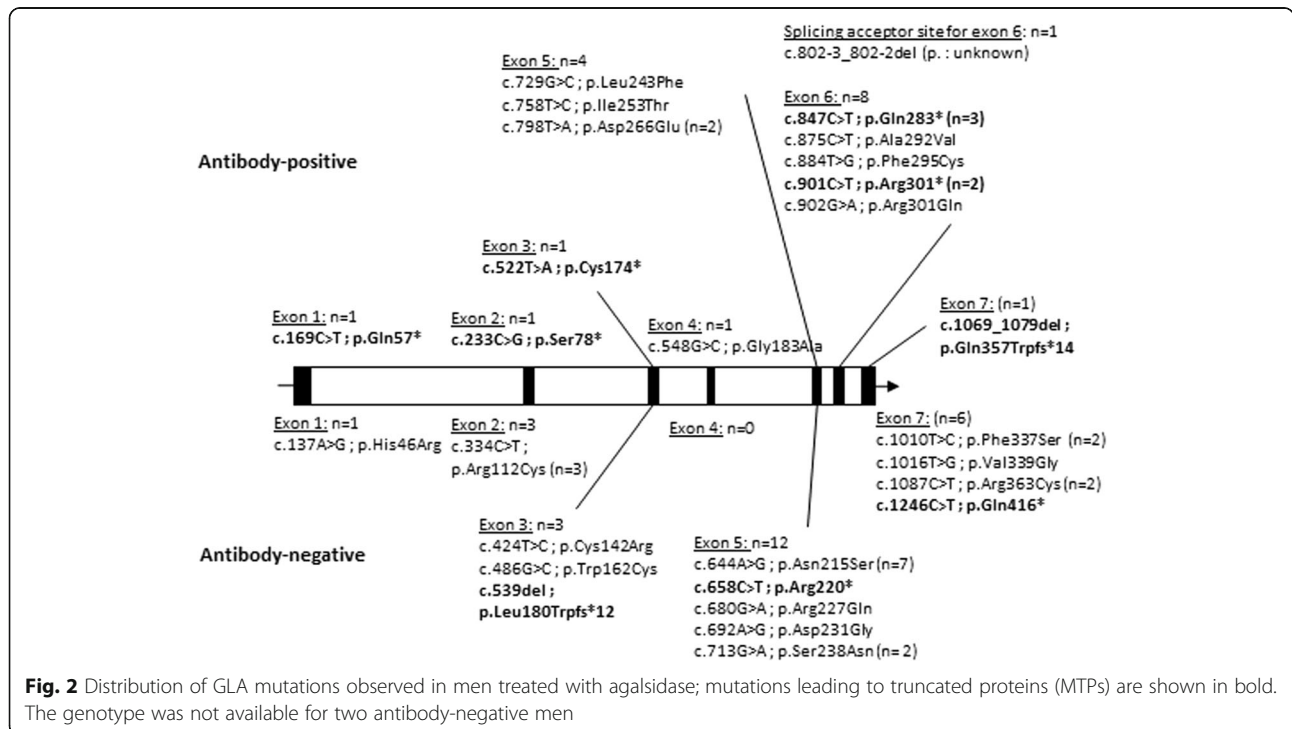 Splicing acceptor site for exon 6: n=1
c.802-3_802-2del (p. : unknown)
Exon 5: n=4
c.729G>C ; p.Leu243Phe
c.758T>C ; p.Ile253Thr
c.798T>A ; p.Asp266Glu (n=2)
Exon 6: n=8
c.847C>T ; p.Gln283* (n=3)
c.875C>T ; p.Ala292Val
c.884T>G ; p.Phe295Cys
c.901C>T ; p.Arg301* (n=2)
c.902G>A ; p.Arg301Gln
Antibody-positive
Exon 3: n=1
c.522T>A ; p.Cys174*
Exon 1: n=1
c.169C>T ; p.Gln57*
Exon 2: n=1
c.233C>G ; p.Ser78*
Exon 4: n=1
c.548G>C ; p.Gly183Ala
Exon 7: (n=1)
c.1069_1079del ;
p.Gln357Trpfs*14
Exon 1: n=1
c.137A>G ; p.His46Arg
Exon 2: n=3
c.334C>T ;
p.Arg112Cys (n=3)
Exon 4: n=0
Exon 7: (n=6)
c.1010T>C ; p.Phe337Ser (n=2)
c.1016T>G ; p.Val339Gly
c.1087C>T ; p.Arg363Cys (n=2)
c.1246C>T ; p.Gln416*
Antibody-negative
Exon 3: n=3
c.424T>C ; p.Cys142Arg
c.486G>C ; p.Trp162Cys
c.539del ;
p.Leu180Trpfs*12
Exon 5: n=12
c.644A>G ; p.Asn215Ser (n=7)
c.658C>T ; p.Arg220*
c.680G>A ; p.Arg227Gln
c.692A>G ; p.Asp231Gly
c.713G>A ; p.Ser238Asn (n= 2)
Fig. 2 Distribution of GLA mutations observed in men treated with agalsidase; mutations leading to truncated proteins (MTPs) are shown in bold.
The genotype was not available for two antibody-negative men